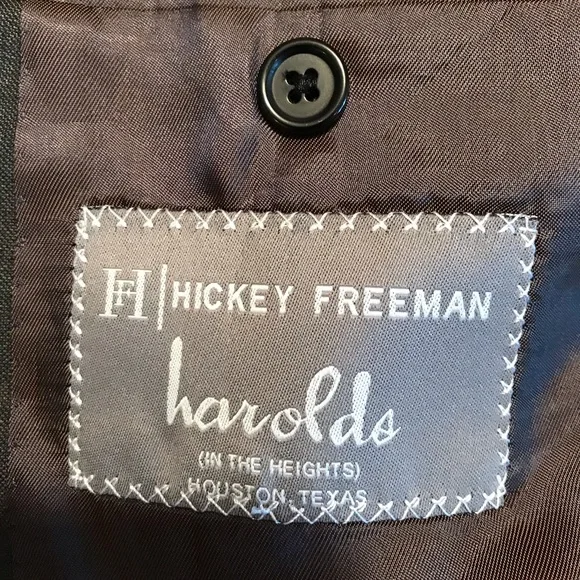 HF HICKEY FREEMAN
harolds
(IN THE HEIGHTS)
HOUSTON, TEXAS